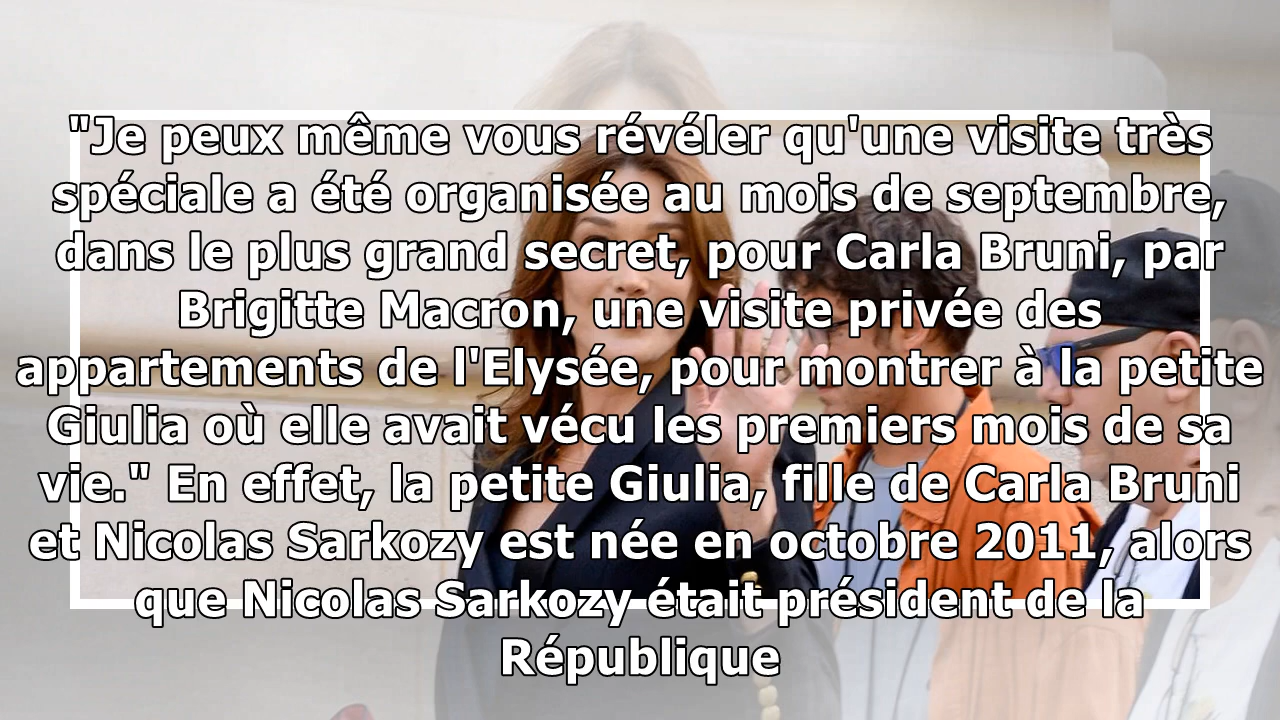 "Je peux même vous révéler qu'une visite très
spéciale a été organisée au mois de septembre,
dans le plus grand secret, pour Carla Bruni, par
Brigitte Macron, une visite privée des
appartements de l'Elysée, pour montrer à la petite
Giulia où elle avait vécu les premiers mois de sa
vie." En effet, la petite Giulia, fille de Carla Bruni
et Nicolas Sarkozy est née en octobre 2011, alors
que Nicolas Sarkozy était président de la
République